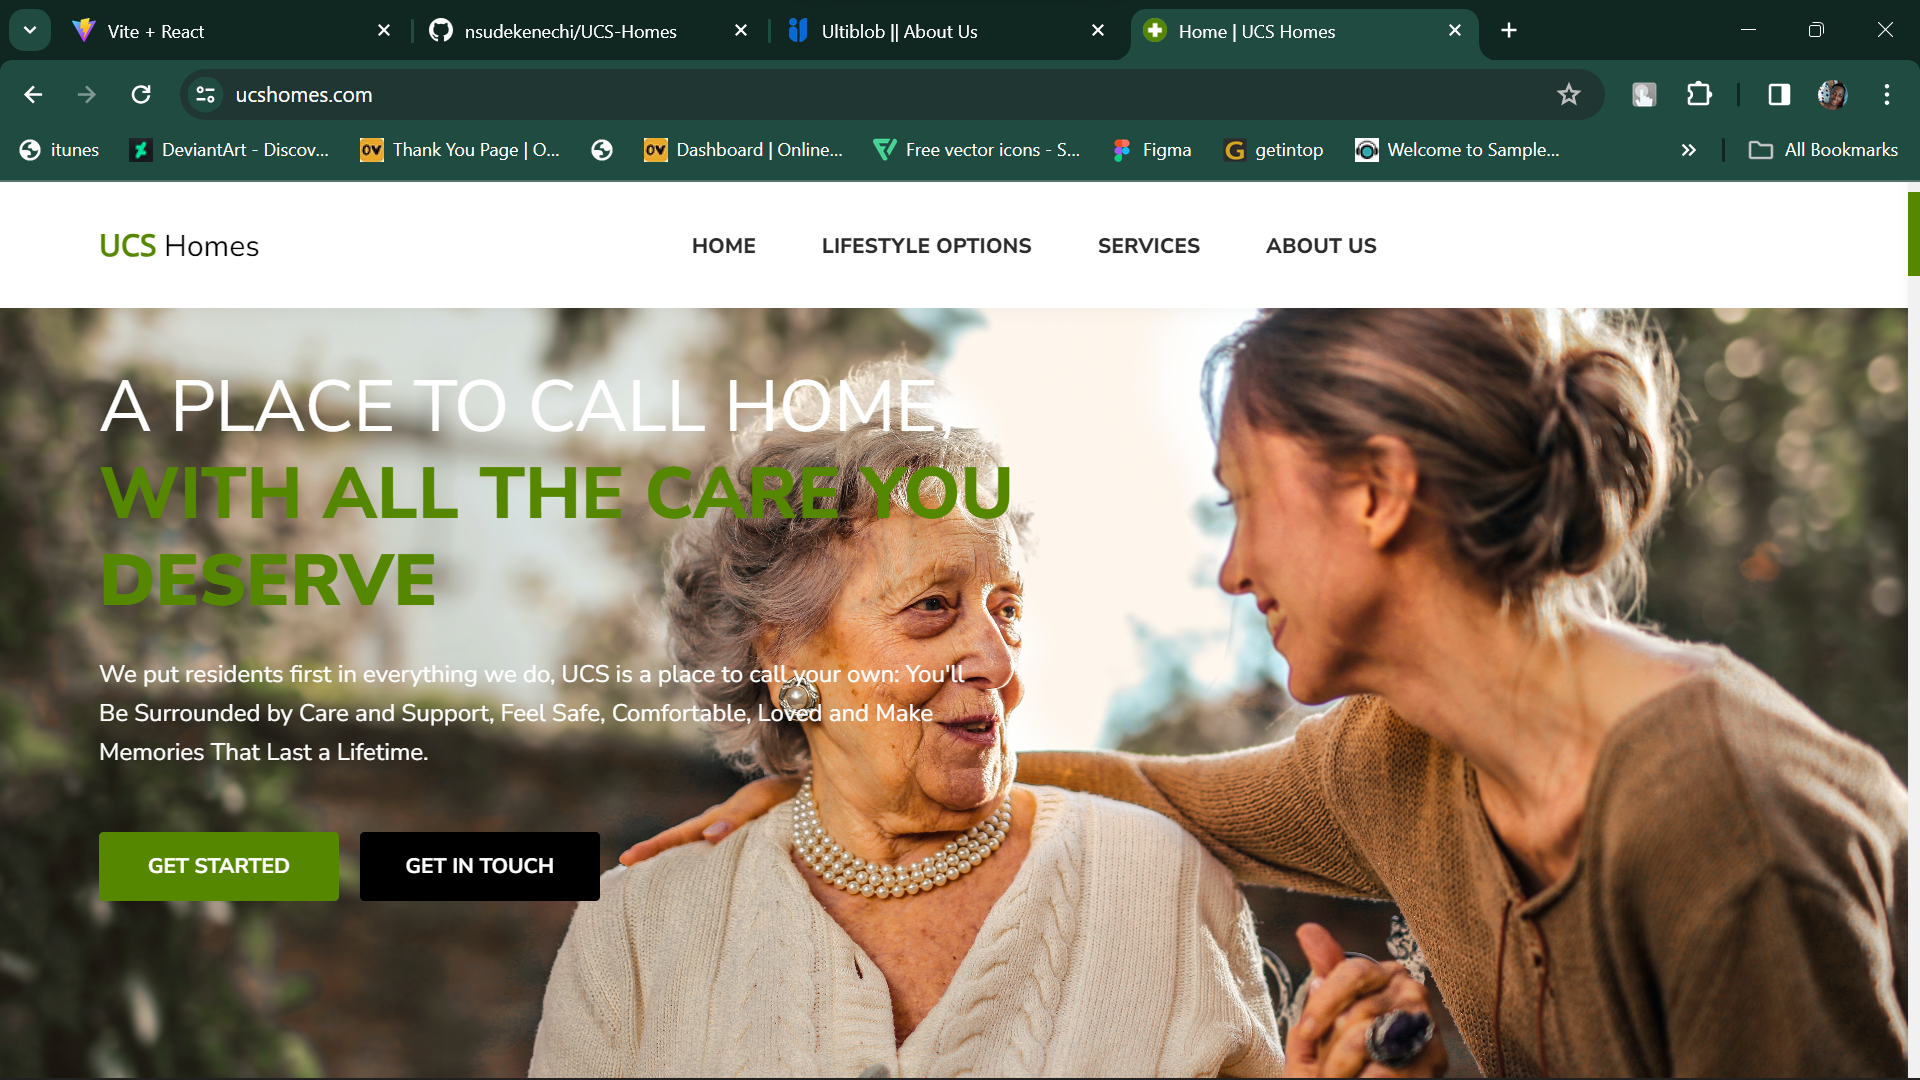 Vite + React
nsudekenechi/UCS-Homes
Ultiblob || About Us
Home | UCS Homes
ucshomes.com
itunes
DeviantArt - Discov...
OV Thank You Page | O...
OV Dashboard | Online...
Free vector icons - S...
Figma
G getintop
Welcome to Sample...
All Bookmarks
UCS Homes
HOME
LIFESTYLE OPTIONS
SERVICES
ABOUT US
A PLACE TO CALL HOME,
WITH ALL THE CARE YOU
DESERVE
We put residents first in everything we do, UCS is a place to call your own: You'll
Be Surrounded by Care and Support, Feel Safe, Comfortable, Loved and Make
Memories That Last a Lifetime.
GET STARTED
GET IN TOUCH